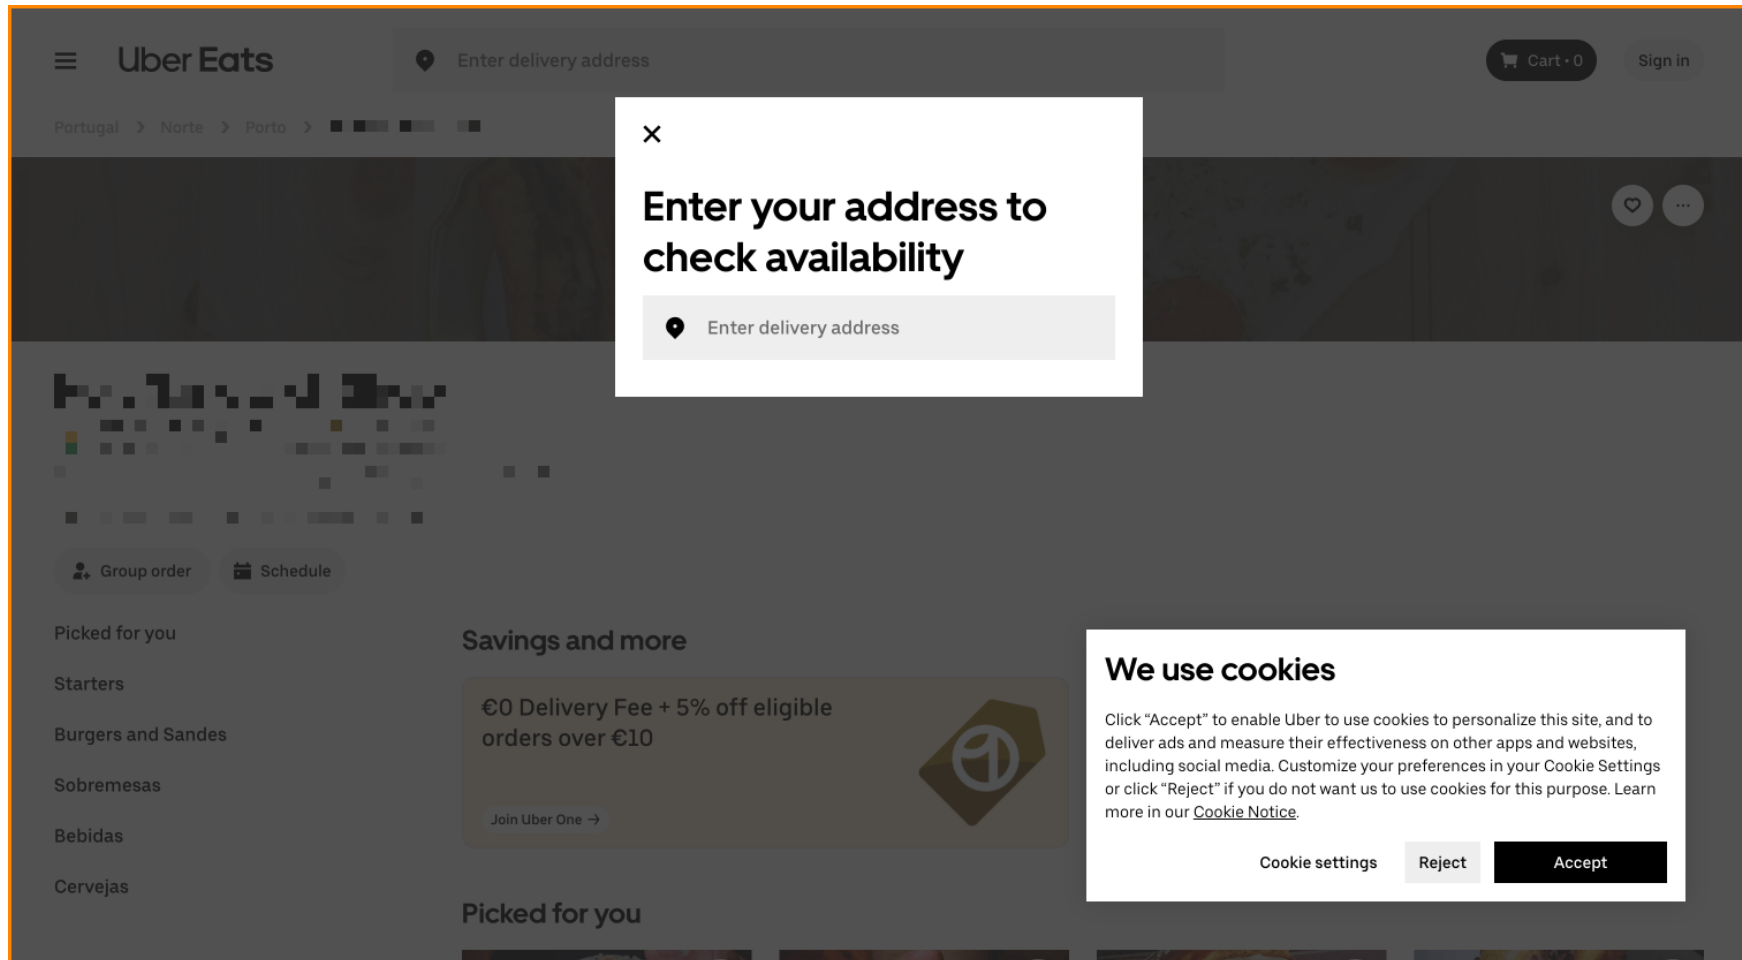 Uber Eats
Enter delivery address
Cart • 0
Sign in
Portugal > Norte > Porto >
Enter your address to
check availability
Enter delivery address
Group order
Schedule
Picked for you
Starters
Burgers and Sandes
Sobremesas
Bebidas
Cervejas
Savings and more
€0 Delivery Fee + 5% off eligible
orders over €10
Join Uber One →
Picked for you
We use cookies
Click “Accept” to enable Uber to use cookies to personalize this site, and to
deliver ads and measure their effectiveness on other apps and websites,
including social media. Customize your preferences in your Cookie Settings
or click “Reject” if you do not want us to use cookies for this purpose. Learn
more in our Cookie Notice.
Cookie settings
Reject
Accept